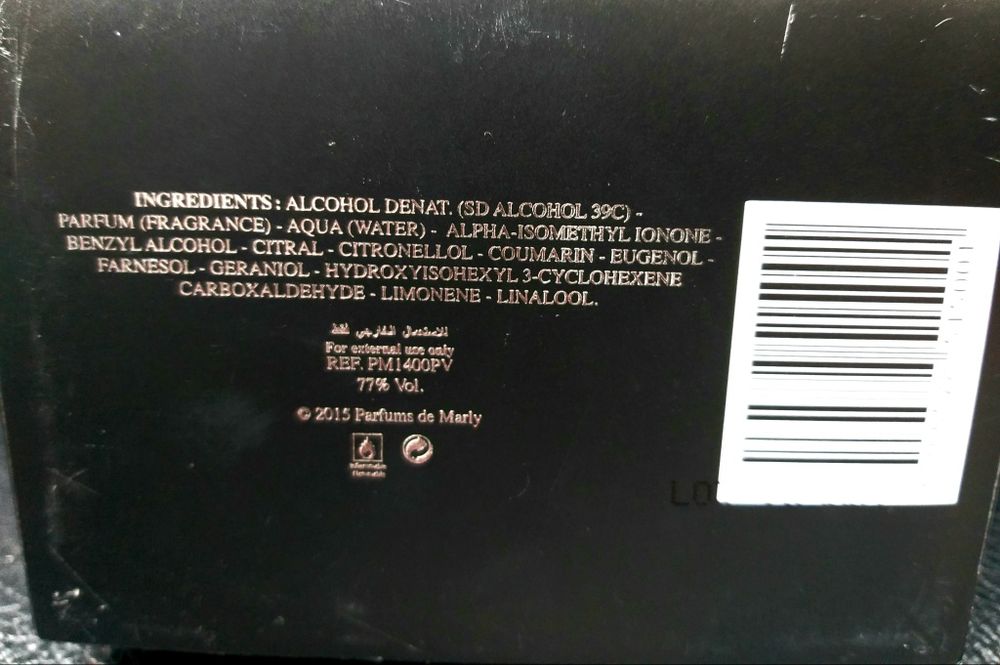 INGREDIENTS: ALCOHOL DENAT. (SD ALCOHOL 39C) -
PARFUM (FRAGRANCE) - AQUA (WATER) - ALPHA-ISOMETHYL IONONE -
BENZYL ALCOHOL - CITRAL - CITRONELLOL - COUMARIN - EUGENOL -
FARNESOL - GERANIOL - HYDROXYISOHEXYL 3-CYCLOHEXENE
CARBOXALDEHYDE - LIMONENE - LINALOOL.
للاستعمال الخارجي فقط
For external use only
REF. PM1400PV
77% Vol.
© 2015 Parfums de Marly
LO